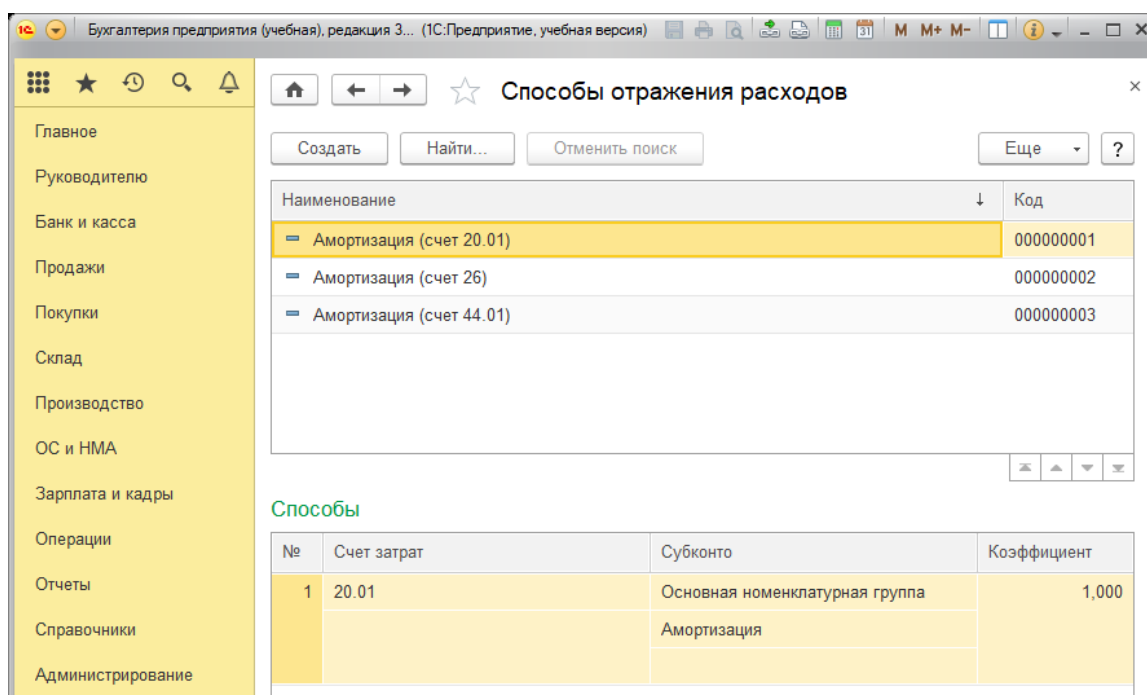 1С Бухгалтерия предприятия (учебная), редакция 3... (1С:Предприятие, учебная версия) 31 M M+ M- i
Главное
Руководителю
Банк и касса
Продажи
Покупки
Склад
Производство
ОС и НМА
Зарплата и кадры
Операции
Отчеты
Справочники
Администрирование
Способы отражения расходов
Создать Найти... Отменить поиск Еще ?
Наименование ↓ Код
Амортизация (счет 20.01) 000000001
Амортизация (счет 26) 000000002
Амортизация (счет 44.01) 000000003
Способы
№ Счет затрат Субконто Коэффициент
1 20.01 Основная номенклатурная группа 1,000
Амортизация